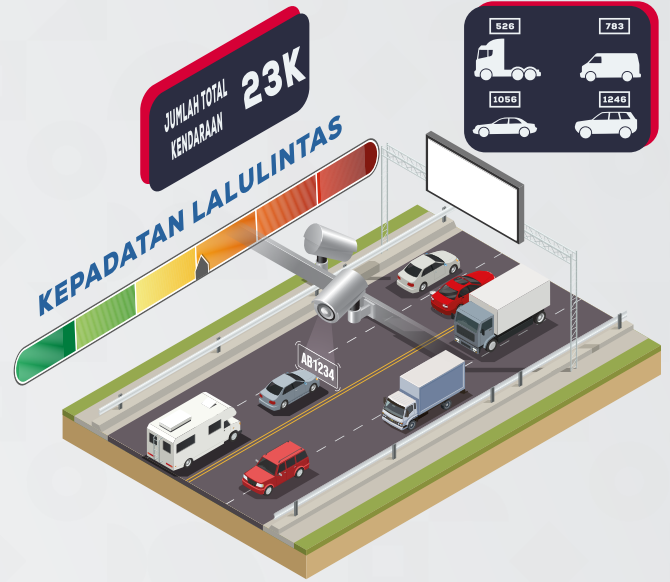 526
783
1056
1246
JUMLAH TOTAL
KENDARAAN
23K
KEPADATAN LALULINTAS
AB1234